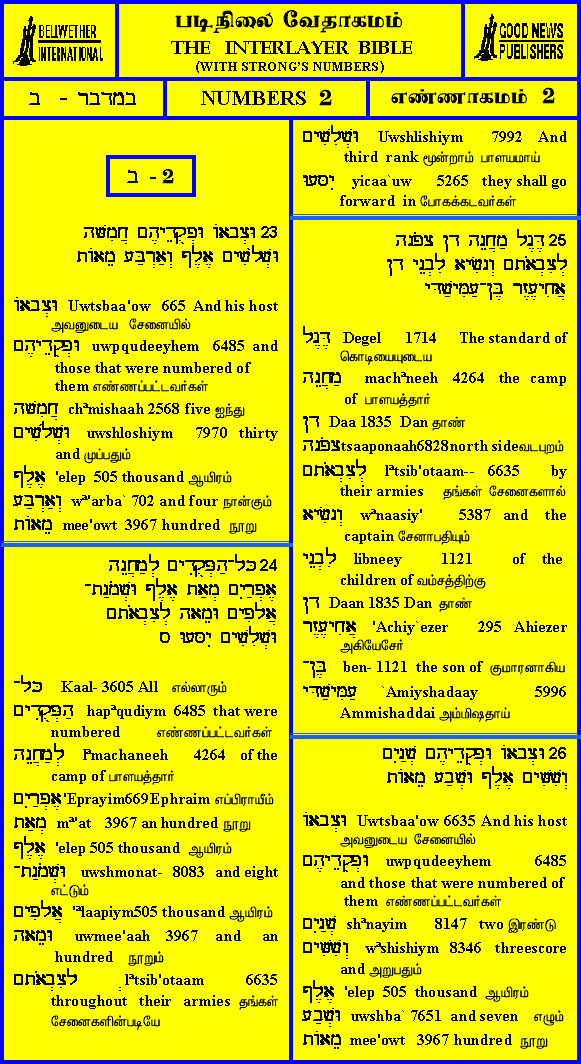 BELLWETHER
INTERNATIONAL
படிநிலை வேதாகமம்
THE INTERLAYER BIBLE
(WITH STRONG'S NUMBERS)
GOOD NEWS
PUBLISHERS
במדבר - ב
NUMBERS 2
எண்ணாகமம் 2
ב - 2
23 וּצְבָאוֹ וּפְקֻדֵיהֶם חֲמִשָּׁה
וּשְׁלֹשִׁים אֶלֶף וְאַרְבַּע מֵאוֹת
וּצְבָאוֹ Uwtsbaa'ow 665 And his host
அவனுடைய சேனையில்
וּפְקֻדֵיהֶם uwpqudeeyhem 6485 and
those that were numbered of
them எண்ணப்பட்டவர்கள்
חֲמִשָּׁה chªmishaah 2568 five ஐந்து
וּשְׁלֹשִׁים uwshloshiym 7970 thirty
and முப்பதும்
אֶלֶף 'elep 505 thousand ஆயிரம்
וְאַרְבַּע wª'arba` 702 and four நான்கும்
מֵאוֹת mee'owt 3967 hundred நூறு
24 כָּל־הַפְּקֻדִים לְמַחֲנֵה
אֶפְרַיִם מְאַת אֶלֶף וּשְׁמֹנַת־
אֲלָפִים וּמֵאָה לְצִבְאֹתָם
וּשְׁלִשִׁים יִסָּעוּ ס
כָּל־ Kaal- 3605 All எல்லாரும்
הַפְּקֻדִים hapªqudiym 6485 that were
numbered எண்ணப்பட்டவர்கள்
לְמַחֲנֵה lªmachaneeh 4264 of the
camp of பாளயத்தார்
אֶפְרַיִם 'Eprayim669Ephraim எப்பிராயீம்
מְאַת mª'at 3967 an hundred நூறு
אֶלֶף 'elep 505 thousand ஆயிரம்
וּשְׁמֹנַת־ uwshmonat- 8083 and eight
எட்டும்
אֲלָפִים 'ªlaapiym505 thousand ஆயிரம்
וּמֵאָה uwmee'aah 3967 and an
hundred நூறும்
לְצִבְאֹתָם lªtsib'otaam 6635
throughout their armies தங்கள்
சேனைகளின்படியே
וּשְׁלִשִׁים Uwshlishiym 7992 And
third rank மூன்றாம் பாளயமாய்
יִסָּעוּ yicaa`uw 5265 they shall go
forward in போகக்கடவர்கள்
25 דֶּגֶל מַחֲנֵה דָן צָפֹנָה
לְצִבְאֹתָם וְנָשִׂיא לִבְנֵי דָן
אֲחִיעֶזֶר בֶּן־עַמִּישַׁדָּי
דֶּגֶל Degel 1714 The standard of
கொடியையுடைய
מַחֲנֵה machªneeh 4264 the camp
of பாளயத்தார்
דָן Daa 1835 Dan தாண்
צָפֹנָה tsaaponaah6828north sideவடபுறம்
לְצִבְאֹתָם lªtsib'otaam-- 6635 by
their armies தங்கள் சேனைகளால்
וְנָשִׂיא wªnaasiy' 5387 and the
captain சேனாபதியும்
לִבְנֵי libneey 1121 of the
children of வம்சத்திற்கு
דָן Daan 1835 Dan தாண்
אֲחִיעֶזֶר 'Achiy`ezer 295 Ahiezer
அகியேசேர்
בֶּן־ ben- 1121 the son of குமாரனாகிய
עַמִּישַׁדָּי `Amiyshadaay 5996
Ammishaddai அம்மிஷதாய்
26 וּצְבָאוֹ וּפְקֻדֵיהֶם שְׁנַיִם
וְשִׁשִּׁים אֶלֶף וּשְׁבַע מֵאוֹת
וּצְבָאוֹ Uwtsbaa'ow 6635 And his host
அவனுடைய சேனையில்
וּפְקֻדֵיהֶם uwpqudeeyhem 6485
and those that were numbered of
them எண்ணப்பட்டவர்கள்
שְׁנַיִם shªnayim 8147 two இரண்டு
וְשִׁשִּׁים wªshishiym 8346 threescore
and அறுபதும்
אֶלֶף 'elep 505 thousand ஆயிரம்
וּשְׁבַע uwshba` 7651 and seven எழும்
מֵאוֹת mee'owt 3967 hundred நூறு